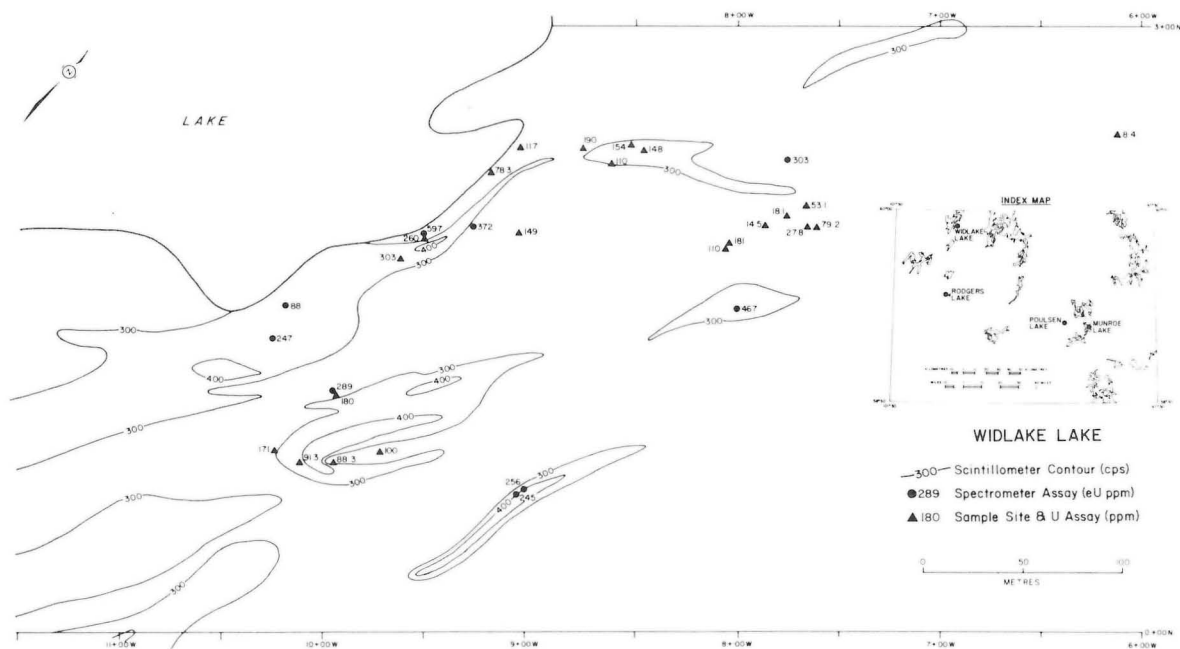 8+00W
7+00W
6+00W
3+00N
300
LAKE
8.4
117
190
154
148
110
303
78.3
300
53.1
18.1
14.5
27.8
79.2
INDEX MAP
597
260
372
149
181
110
400
303
300
WIDLAKE LAKE
88
467
300
RODGERS LAKE
POULSEN LAKE
MUNROE LAKE
300
247
400
300
289
180
400
300
400
WIDLAKE LAKE
171
91.3
88.3
100
300
300 Scintillometer Contour (cps)
300
256
245
400
289 Spectrometer Assay (eU ppm)
180 Sample Site & U Assay (ppm)
300
0 50 100
METRES
300
11+00W
10+00W
9+00W
8+00W
7+00W
6+00W
0+00N